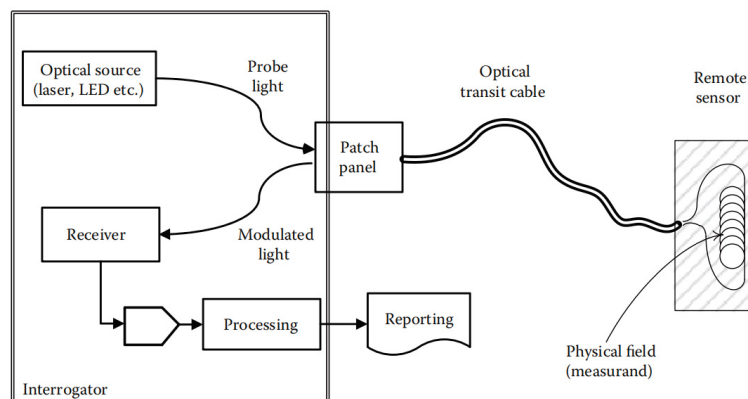 Optical source
(laser, LED etc.)
Probe
light
Optical
transit cable
Remote
sensor
Patch
panel
Receiver
Modulated
light
Processing
Reporting
Physical field
(measurand)
Interrogator